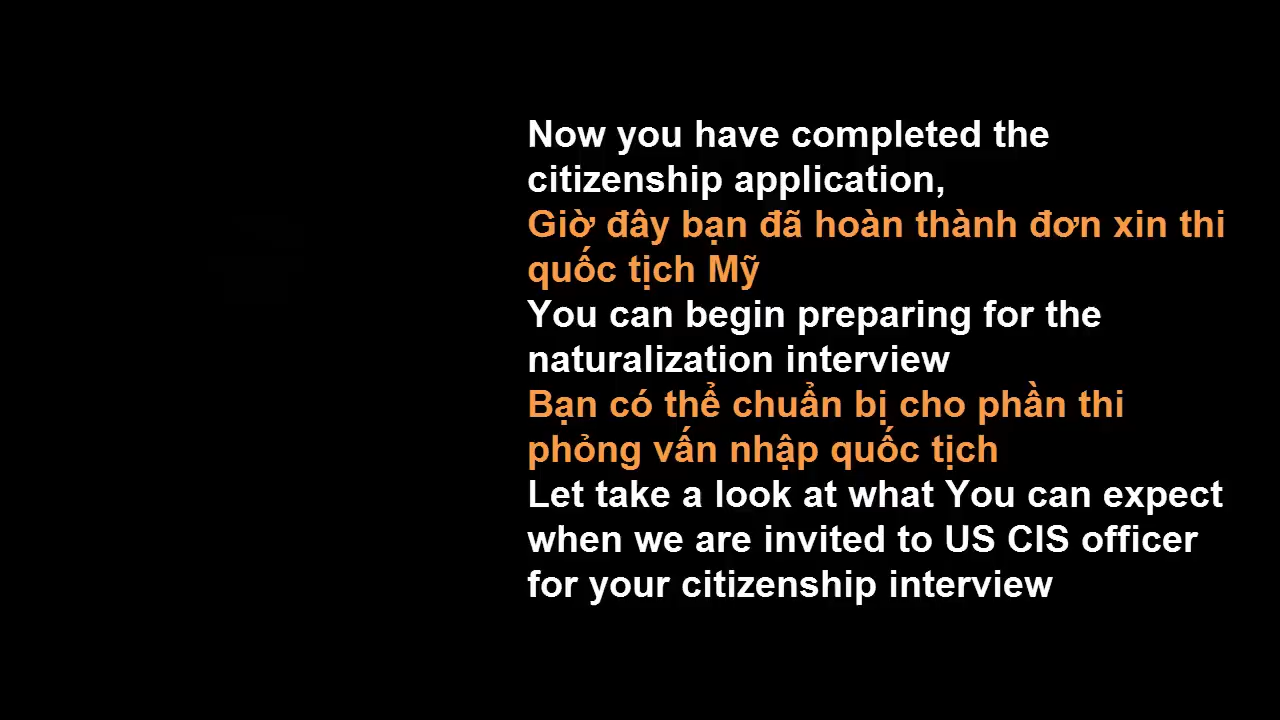 Now you have completed the
citizenship application,
Giờ đây bạn đã hoàn thành đơn xin thi
quốc tịch Mỹ
You can begin preparing for the
naturalization interview
Bạn có thể chuẩn bị cho phần thi
phỏng vấn nhập quốc tịch
Let take a look at what You can expect
when we are invited to US CIS officer
for your citizenship interview